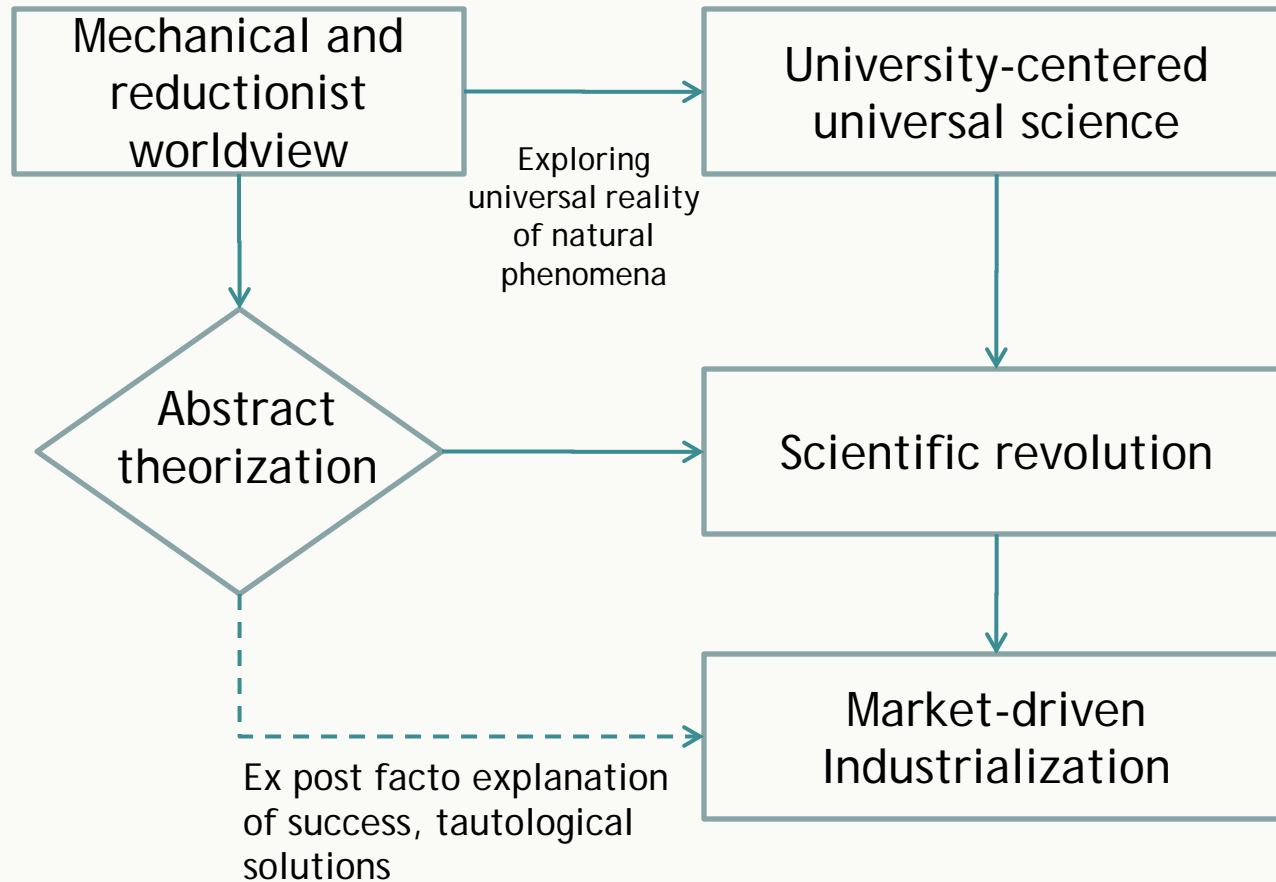 Mechanical and
reductionist
worldview
University-centered
universal science
Exploring
universal reality
of natural
phenomena
Abstract
theorization
Scientific revolution
Market-driven
Industrialization
Ex post facto explanation
of success, tautological
solutions